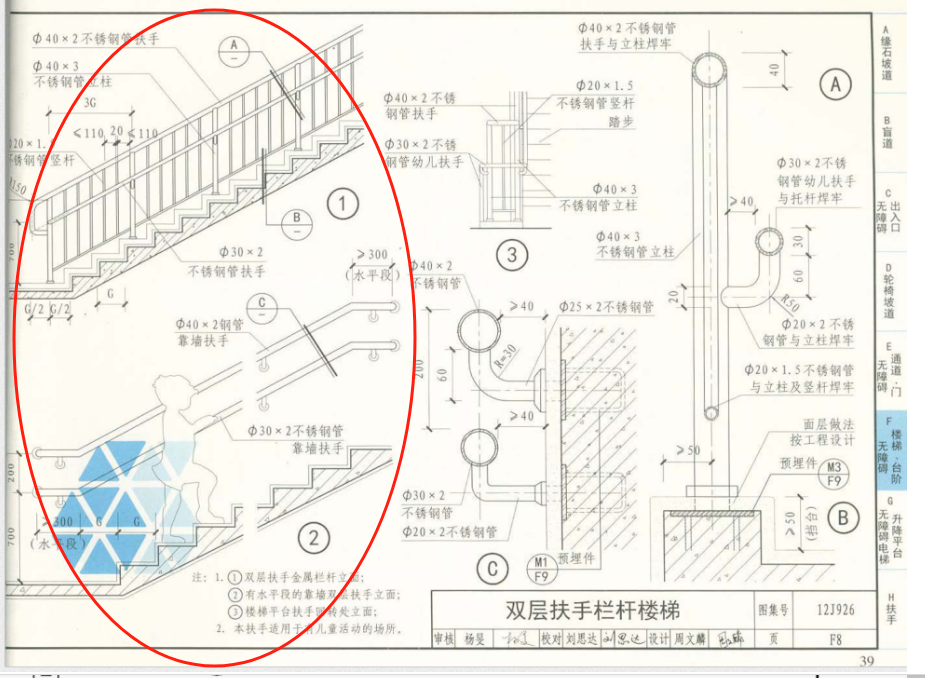 Φ40×2不锈钢管扶手
Φ40×3
不锈钢管立柱
3G
≤110 20 ≤110
20×1.
锈钢管竖杆
A
B
1
Φ30×2
不锈钢管扶手
G
G/2 G/2
C
≥300
(水平段)
Φ40×2钢管
靠墙扶手
Φ30×2不锈钢管
靠墙扶手
200
700
≥300 G G
(水平段)
2
注: 1. ①双层扶手金属栏杆立面;
②有水平段的靠墙双层扶手立面;
③楼梯平台扶手回转处立面;
2. 本扶手适用于有儿童活动的场所。
Φ40×2不锈
钢管扶手
Φ30×2不锈
钢管幼儿扶手
Φ20×1.5
不锈钢管竖杆
踏步
Φ40×3
不锈钢管立柱
3
Φ40×2
不锈钢管
≥40
Φ25×2不锈钢管
R=30
200
60
≥40
Φ30×2
不锈钢管
Φ20×2不锈钢管
C
M1
F9
预埋件
Φ40×2不锈钢管
扶手与立柱焊牢
40
A
Φ30×2不锈
钢管幼儿扶手
与托杆焊牢
≥40
Φ40×3
不锈钢管立柱
30
60
20
R50
Φ20×2不锈
钢管与立柱焊牢
Φ20×1.5不锈钢管
与立柱及竖杆焊牢
面层做法
按工程设计
≥50
预埋件
M3
F9
≥50
(挡台)
B
双层扶手栏杆楼梯
图集号
12J926
审核 杨旻 校对 刘思达 设计 周文麟
页
F8
39
A
缘石坡道
B
盲道
C
无障碍出入口
D
轮椅坡道
E
无障碍通道、门
F
无障碍楼梯、台阶
G
无障碍电梯升降平台
H
扶手